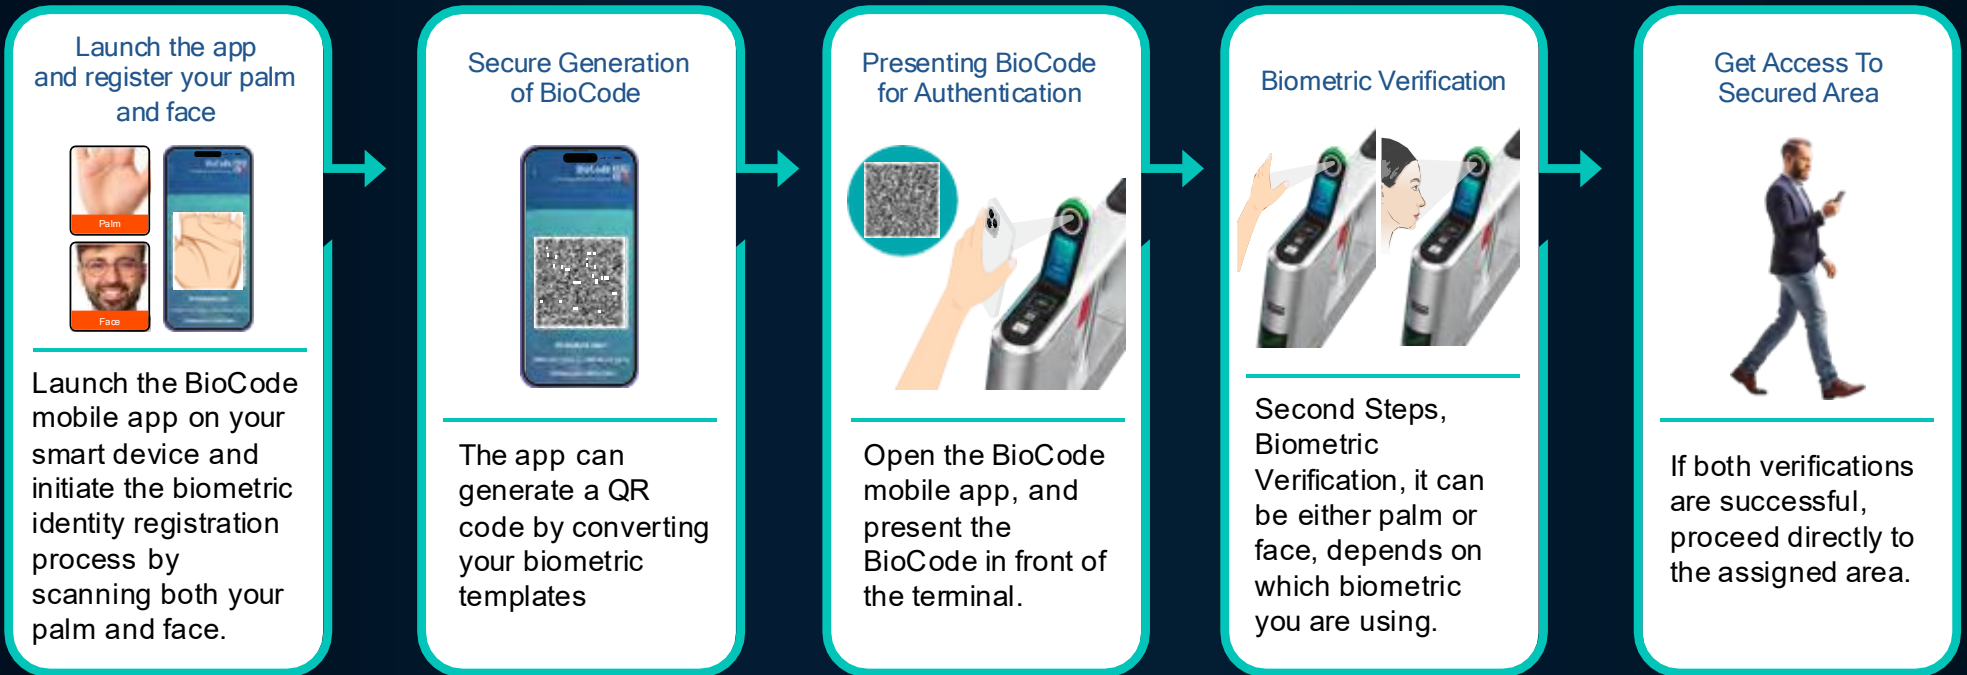 Launch the app
and register your palm
and face
Palm
Face
Launch the BioCode
mobile app on your
smart device and
initiate the biometric
identity registration
process by
scanning both your
palm and face.
Secure Generation
of BioCode
BioCode
The app can
generate a QR
code by converting
your biometric
templates
Presenting BioCode
for Authentication
Open the BioCode
mobile app, and
present the
BioCode in front of
the terminal.
Biometric Verification
Second Steps,
Biometric
Verification, it can
be either palm or
face, depends on
which biometric
you are using.
Get Access To
Secured Area
If both verifications
are successful,
proceed directly to
the assigned area.